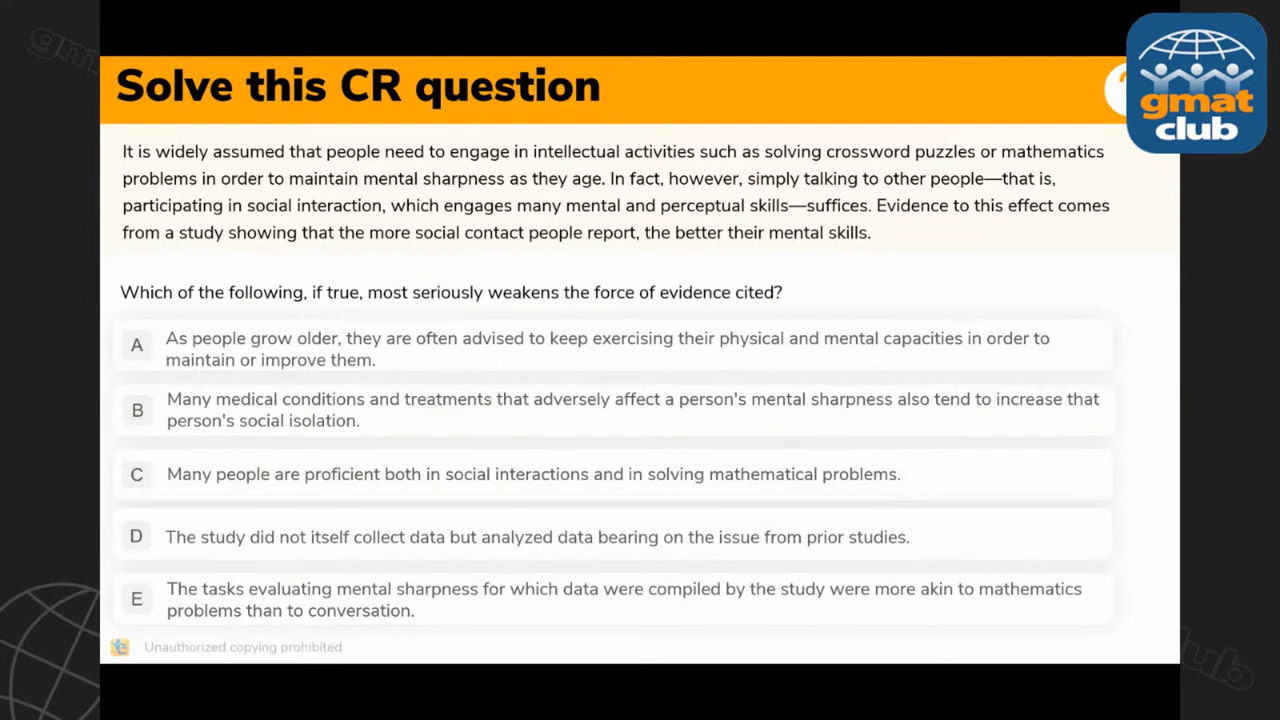 Solve this CR question
gmat
club
It is widely assumed that people need to engage in intellectual activities such as solving crossword puzzles or mathematics
problems in order to maintain mental sharpness as they age. In fact, however, simply talking to other people—that is,
participating in social interaction, which engages many mental and perceptual skills—suffices. Evidence to this effect comes
from a study showing that the more social contact people report, the better their mental skills.
Which of the following, if true, most seriously weakens the force of evidence cited?
A As people grow older, they are often advised to keep exercising their physical and mental capacities in order to
maintain or improve them.
B Many medical conditions and treatments that adversely affect a person's mental sharpness also tend to increase that
person's social isolation.
C Many people are proficient both in social interactions and in solving mathematical problems.
D The study did not itself collect data but analyzed data bearing on the issue from prior studies.
E The tasks evaluating mental sharpness for which data were compiled by the study were more akin to mathematics
problems than to conversation.
Unauthorized copying prohibited